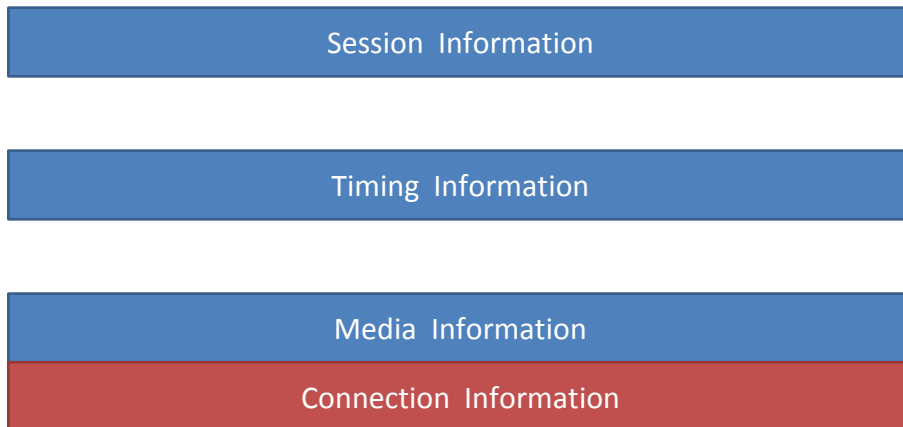 Session Information
Timing Information
Media Information
Connection Information